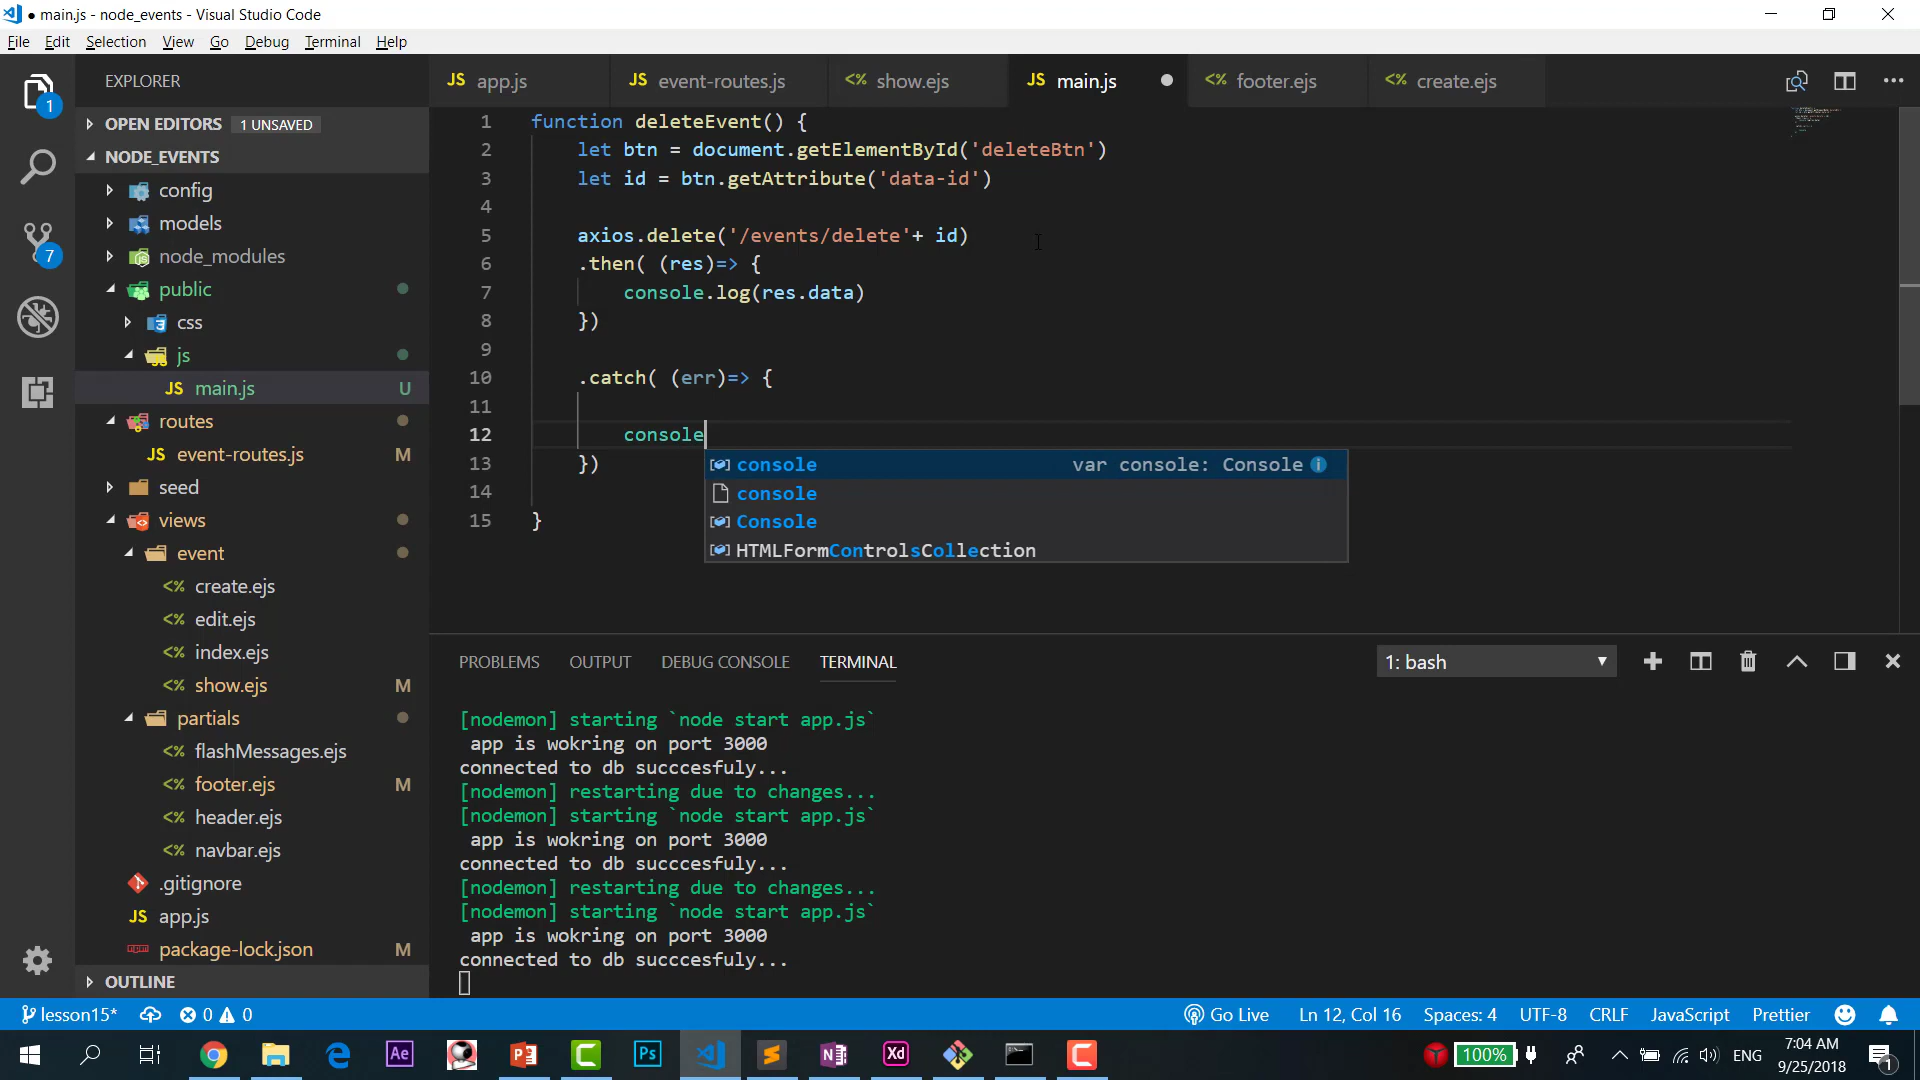 main.js - node_events - Visual Studio Code
File Edit Selection View Go Debug Terminal Help
1
7
EXPLORER
OPEN EDITORS 1 UNSAVED
NODE_EVENTS
config
models
node_modules
public
css
js
JS main.js U
routes
JS event-routes.js M
seed
views
event
<% create.ejs
<% edit.ejs
<% index.ejs
<% show.ejs M
partials
<% flashMessages.ejs
<% footer.ejs M
<% header.ejs
<% navbar.ejs
.gitignore
JS app.js
package-lock.json M
OUTLINE
JS app.js JS event-routes.js <% show.ejs JS main.js <% footer.ejs <% create.ejs
1 function deleteEvent() {
2 let btn = document.getElementById('deleteBtn')
3 let id = btn.getAttribute('data-id')
4
5 axios.delete('/events/delete'+ id)
6 .then( (res)=> {
7 console.log(res.data)
8 })
9
10 .catch( (err)=> {
11
12 console
13 })
14
15 }
console var console: Console
console
Console
HTMLFormControlsCollection
PROBLEMS OUTPUT DEBUG CONSOLE TERMINAL 1: bash
[nodemon] starting `node start app.js`
app is wokring on port 3000
connected to db succcesfuly...
[nodemon] restarting due to changes...
[nodemon] starting `node start app.js`
app is wokring on port 3000
connected to db succcesfuly...
[nodemon] restarting due to changes...
[nodemon] starting `node start app.js`
app is wokring on port 3000
connected to db succcesfuly...
lesson15* 0 0 Go Live Ln 12, Col 16 Spaces: 4 UTF-8 CRLF JavaScript Prettier
Ae Ps Xd 100% ENG 7:04 AM
9/25/2018 1